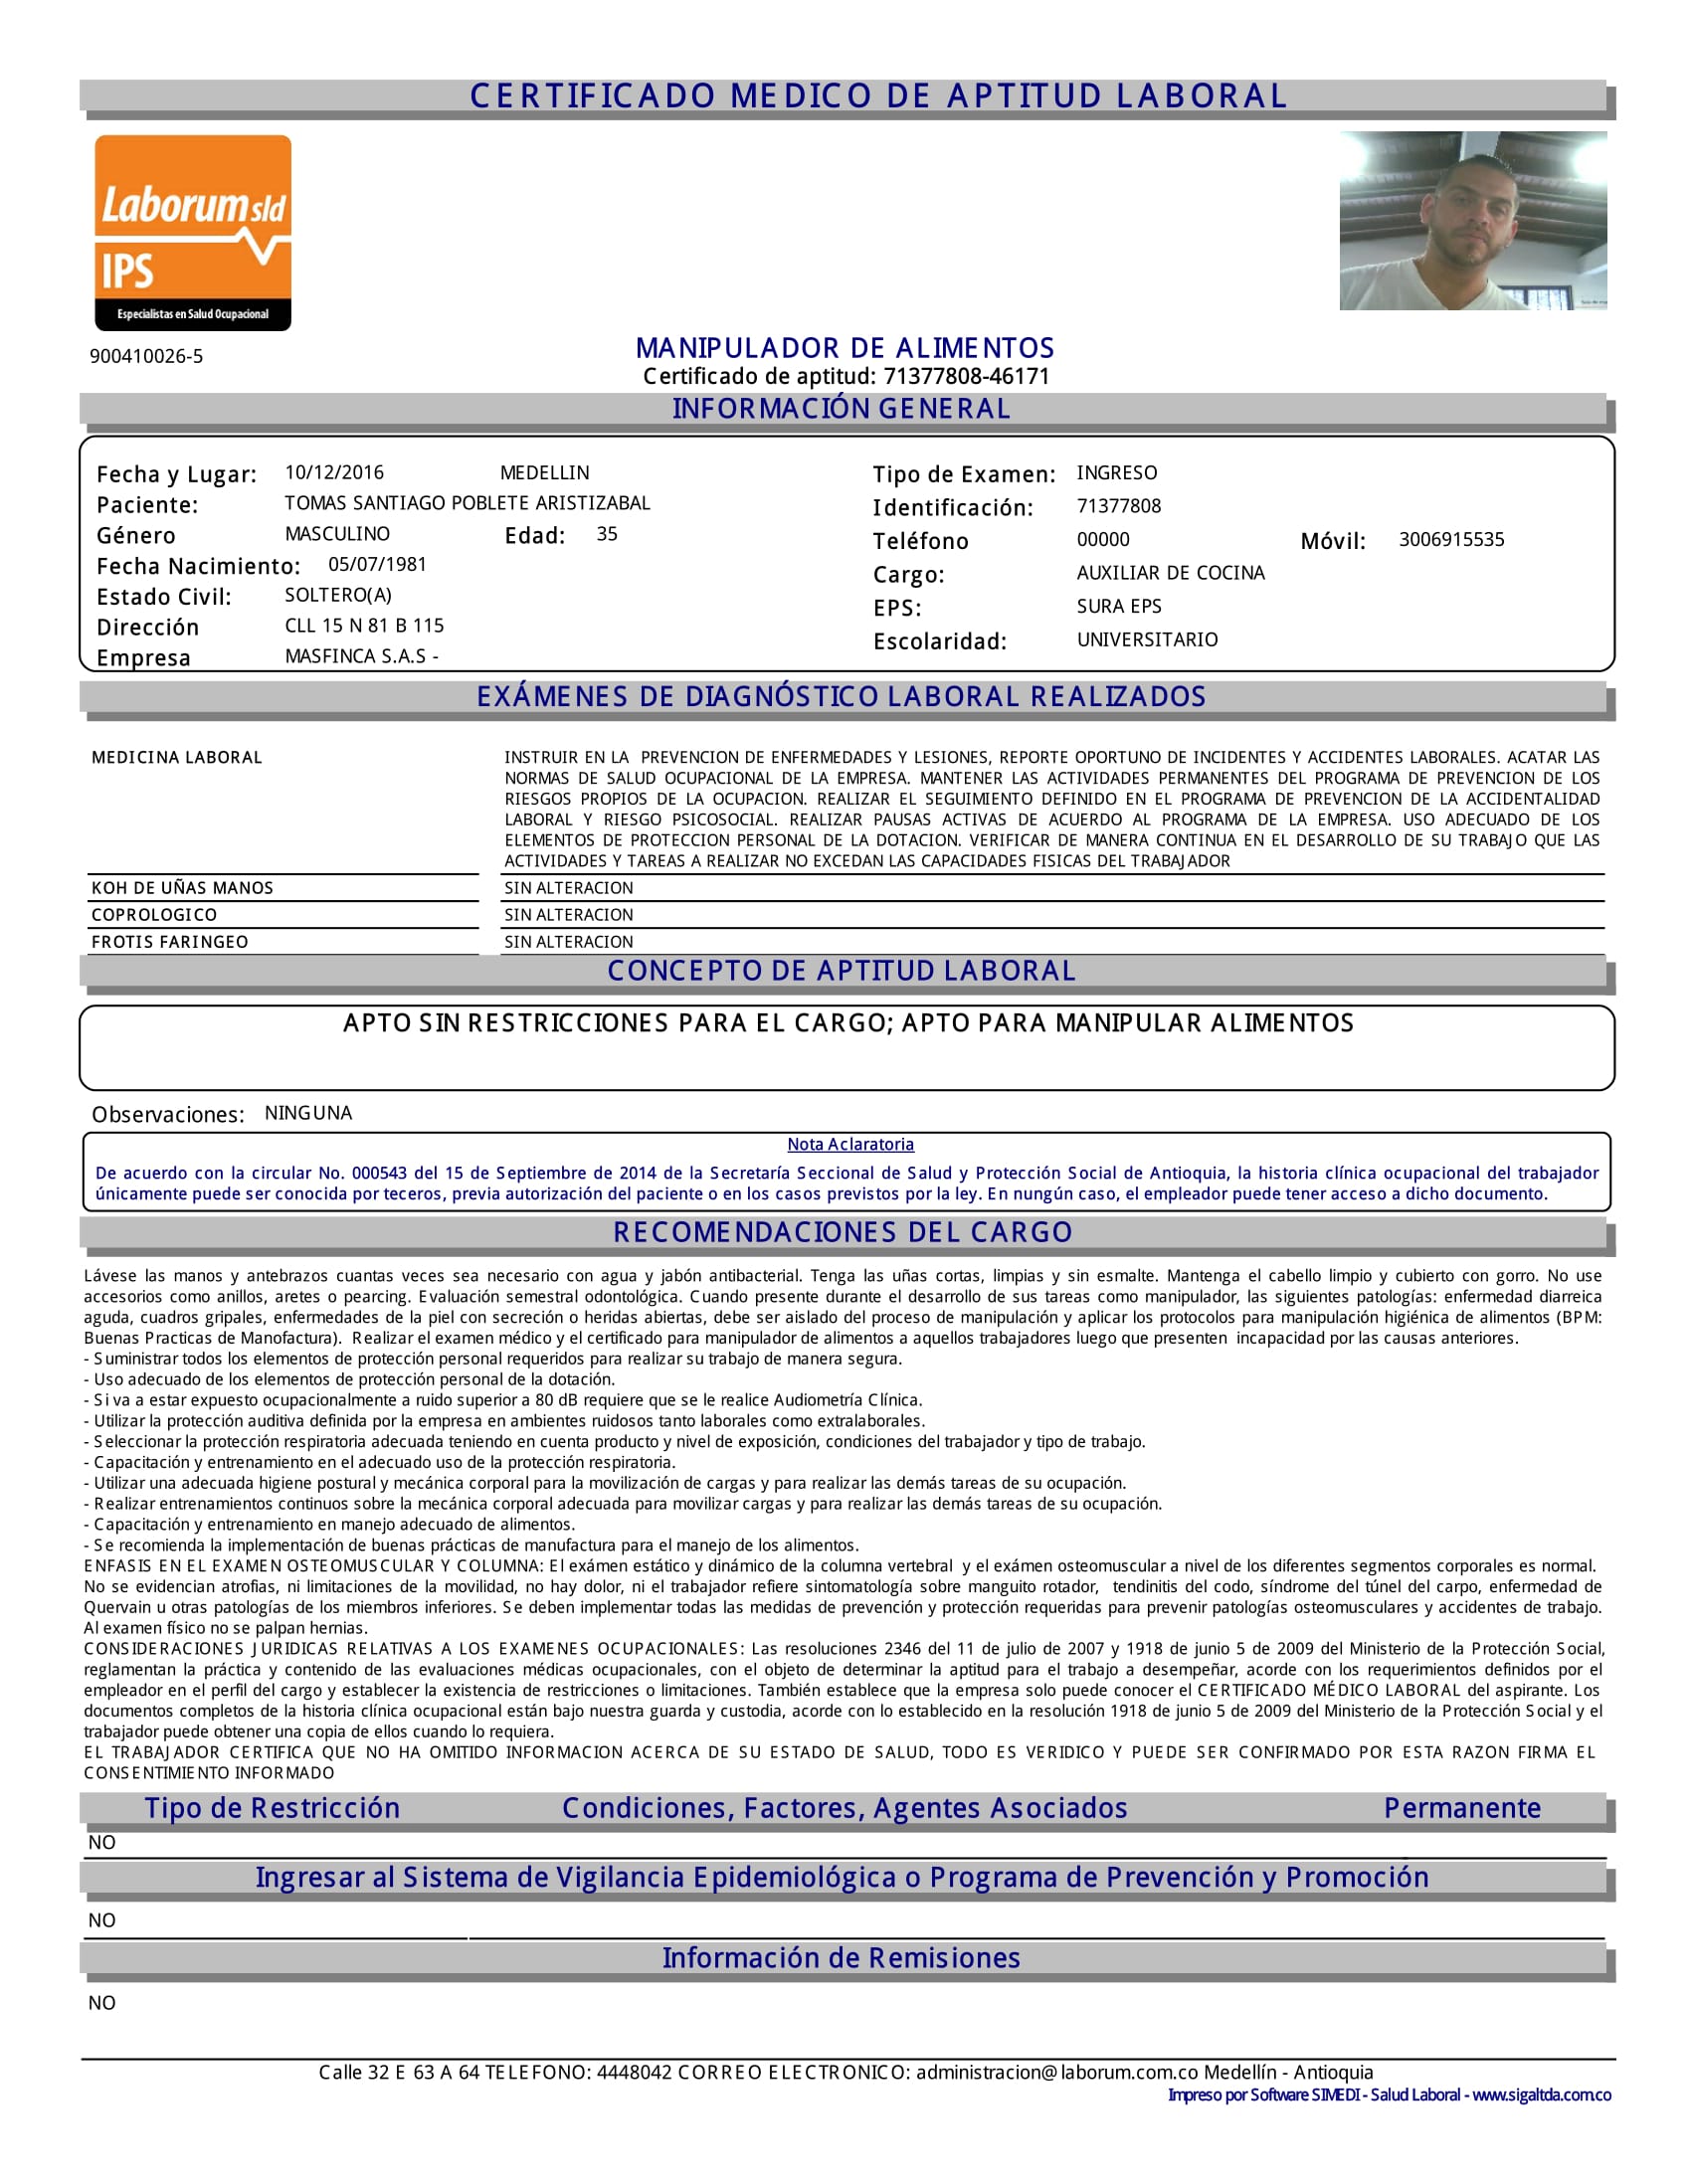 CERTIFICADO MEDICO DE APTITUD LABORAL
Laborum sld
IPS
Especialistas en Salud Ocupacional
900410026-5
MANIPULADOR DE ALIMENTOS
Certificado de aptitud: 71377808-46171
INFORMACIÓN GENERAL
Fecha y Lugar: 10/12/2016 MEDELLIN Tipo de Examen: INGRESO
Paciente: TOMAS SANTIAGO POBLETE ARISTIZABAL Identificación: 71377808
Género MASCULINO Edad: 35 Teléfono 00000 Móvil: 3006915535
Fecha Nacimiento: 05/07/1981 Cargo: AUXILIAR DE COCINA
Estado Civil: SOLTERO(A) EPS: SURA EPS
Dirección CLL 15 N 81 B 115 Escolaridad: UNIVERSITARIO
Empresa MASFINCA S.A.S -
EXÁMENES DE DIAGNÓSTICO LABORAL REALIZADOS
MEDICINA LABORAL INSTRUIR EN LA PREVENCION DE ENFERMEDADES Y LESIONES, REPORTE OPORTUNO DE INCIDENTES Y ACCIDENTES LABORALES. ACATAR LAS
NORMAS DE SALUD OCUPACIONAL DE LA EMPRESA. MANTENER LAS ACTIVIDADES PERMANENTES DEL PROGRAMA DE PREVENCION DE LOS
RIESGOS PROPIOS DE LA OCUPACION. REALIZAR EL SEGUIMIENTO DEFINIDO EN EL PROGRAMA DE PREVENCION DE LA ACCIDENTALIDAD
LABORAL Y RIESGO PSICOSOCIAL. REALIZAR PAUSAS ACTIVAS DE ACUERDO AL PROGRAMA DE LA EMPRESA. USO ADECUADO DE LOS
ELEMENTOS DE PROTECCION PERSONAL DE LA DOTACION. VERIFICAR DE MANERA CONTINUA EN EL DESARROLLO DE SU TRABAJO QUE LAS
ACTIVIDADES Y TAREAS A REALIZAR NO EXCEDAN LAS CAPACIDADES FISICAS DEL TRABAJADOR
KOH DE UÑAS MANOS SIN ALTERACION
COPROLOGICO SIN ALTERACION
FROTIS FARINGEO SIN ALTERACION
CONCEPTO DE APTITUD LABORAL
APTO SIN RESTRICCIONES PARA EL CARGO; APTO PARA MANIPULAR ALIMENTOS
Observaciones: NINGUNA
Nota Aclaratoria
De acuerdo con la circular No. 000543 del 15 de Septiembre de 2014 de la Secretaría Seccional de Salud y Protección Social de Antioquia, la historia clínica ocupacional del trabajador
únicamente puede ser conocida por teceros, previa autorización del paciente o en los casos previstos por la ley. En nungún caso, el empleador puede tener acceso a dicho documento.
RECOMENDACIONES DEL CARGO
Lávese las manos y antebrazos cuantas veces sea necesario con agua y jabón antibacterial. Tenga las uñas cortas, limpias y sin esmalte. Mantenga el cabello limpio y cubierto con gorro. No use
accesorios como anillos, aretes o pearcing. Evaluación semestral odontológica. Cuando presente durante el desarrollo de sus tareas como manipulador, las siguientes patologías: enfermedad diarreica
aguda, cuadros gripales, enfermedades de la piel con secreción o heridas abiertas, debe ser aislado del proceso de manipulación y aplicar los protocolos para manipulación higiénica de alimentos (BPM:
Buenas Practicas de Manofactura). Realizar el examen médico y el certificado para manipulador de alimentos a aquellos trabajadores luego que presenten incapacidad por las causas anteriores.
- Suministrar todos los elementos de protección personal requeridos para realizar su trabajo de manera segura.
- Uso adecuado de los elementos de protección personal de la dotación.
- Si va a estar expuesto ocupacionalmente a ruido superior a 80 dB requiere que se le realice Audiometría Clínica.
- Utilizar la protección auditiva definida por la empresa en ambientes ruidosos tanto laborales como extralaborales.
- Seleccionar la protección respiratoria adecuada teniendo en cuenta producto y nivel de exposición, condiciones del trabajador y tipo de trabajo.
- Capacitación y entrenamiento en el adecuado uso de la protección respiratoria.
- Utilizar una adecuada higiene postural y mecánica corporal para la movilización de cargas y para realizar las demás tareas de su ocupación.
- Realizar entrenamientos continuos sobre la mecánica corporal adecuada para movilizar cargas y para realizar las demás tareas de su ocupación.
- Capacitación y entrenamiento en manejo adecuado de alimentos.
- Se recomienda la implementación de buenas prácticas de manufactura para el manejo de los alimentos.
ENFASIS EN EL EXAMEN OSTEOMUSCULAR Y COLUMNA: El exámen estático y dinámico de la columna vertebral y el exámen osteomuscular a nivel de los diferentes segmentos corporales es normal.
No se evidencian atrofias, ni limitaciones de la movilidad, no hay dolor, ni el trabajador refiere sintomatología sobre manguito rotador, tendinitis del codo, síndrome del túnel del carpo, enfermedad de
Quervain u otras patologías de los miembros inferiores. Se deben implementar todas las medidas de prevención y protección requeridas para prevenir patologías osteomusculares y accidentes de trabajo.
Al examen físico no se palpan hernias.
CONSIDERACIONES JURIDICAS RELATIVAS A LOS EXAMENES OCUPACIONALES: Las resoluciones 2346 del 11 de julio de 2007 y 1918 de junio 5 de 2009 del Ministerio de la Protección Social,
reglamentan la práctica y contenido de las evaluaciones médicas ocupacionales, con el objeto de determinar la aptitud para el trabajo a desempeñar, acorde con los requerimientos definidos por el
empleador en el perfil del cargo y establecer la existencia de restricciones o limitaciones. También establece que la empresa solo puede conocer el CERTIFICADO MÉDICO LABORAL del aspirante. Los
documentos completos de la historia clínica ocupacional están bajo nuestra guarda y custodia, acorde con lo establecido en la resolución 1918 de junio 5 de 2009 del Ministerio de la Protección Social y el
trabajador puede obtener una copia de ellos cuando lo requiera.
EL TRABAJADOR CERTIFICA QUE NO HA OMITIDO INFORMACION ACERCA DE SU ESTADO DE SALUD, TODO ES VERIDICO Y PUEDE SER CONFIRMADO POR ESTA RAZON FIRMA EL
CONSENTIMIENTO INFORMADO
Tipo de Restricción Condiciones, Factores, Agentes Asociados Permanente
NO
Ingresar al Sistema de Vigilancia Epidemiológica o Programa de Prevención y Promoción
NO
Información de Remisiones
NO
Calle 32 E 63 A 64 TELEFONO: 4448042 CORREO ELECTRONICO: administracion@laborum.com.co Medellín - Antioquia
Impreso por Software SIMEDI - Salud Laboral - www.sigaltda.com.co